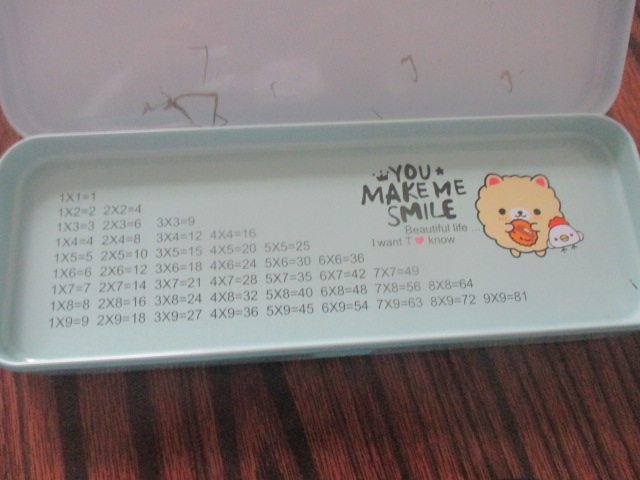 YOU
MAKE ME
SMILE
Beautiful life ...
I want T know
1X1=1
1X2=2 2X2=4
1X3=3 2X3=6 3X3=9
1X4=4 2X4=8 3X4=12 4X4=16
1X5=5 2X5=10 3X5=15 4X5=20 5X5=25
1X6=6 2X6=12 3X6=18 4X6=24 5X6=30 6X6=36
1X7=7 2X7=14 3X7=21 4X7=28 5X7=35 6X7=42 7X7=49
1X8=8 2X8=16 3X8=24 4X8=32 5X8=40 6X8=48 7X8=56 8X8=64
1X9=9 2X9=18 3X9=27 4X9=36 5X9=45 6X9=54 7X9=63 8X9=72 9X9=81